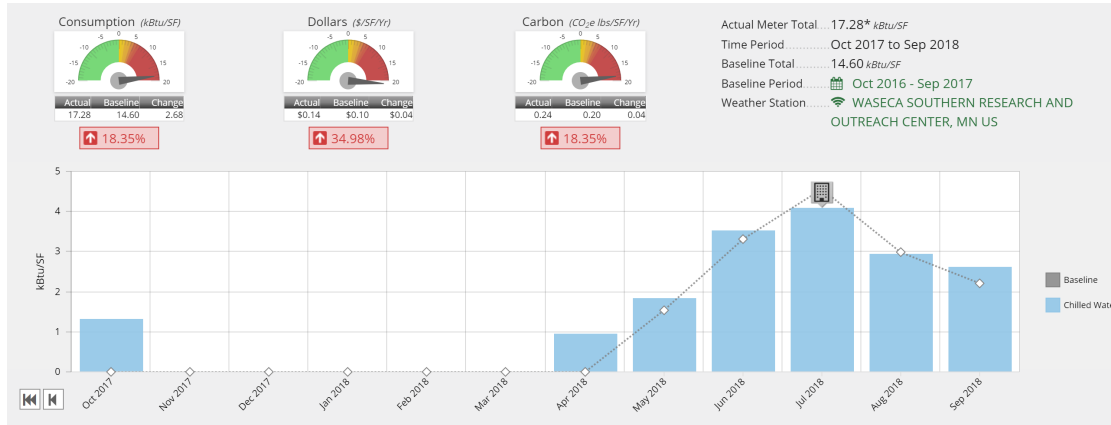 Consumption (kBtu/SF)
-20 -15 -10 -5 0 5 10 15 20
Actual Baseline Change
17.28 14.60 2.68
18.35%
Dollars ($/SF/Yr)
-20 -15 -10 -5 0 5 10 15 20
Actual Baseline Change
$0.14 $0.10 $0.04
34.98%
Carbon (CO2e lbs/SF/Yr)
-20 -15 -10 -5 0 5 10 15 20
Actual Baseline Change
0.24 0.20 0.04
18.35%
Actual Meter Total....17.28* kBtu/SF
Time Period.............Oct 2017 to Sep 2018
Baseline Total..........14.60 kBtu/SF
Baseline Period........ Oct 2016 - Sep 2017
Weather Station....... WASECA SOUTHERN RESEARCH AND
OUTREACH CENTER, MN US
5
4
3
2
1
0
kBtu/SF
Oct 2017
Nov 2017
Dec 2017
Jan 2018
Feb 2018
Mar 2018
Apr 2018
May 2018
Jun 2018
Jul 2018
Aug 2018
Sep 2018
Baseline
Chilled Wate